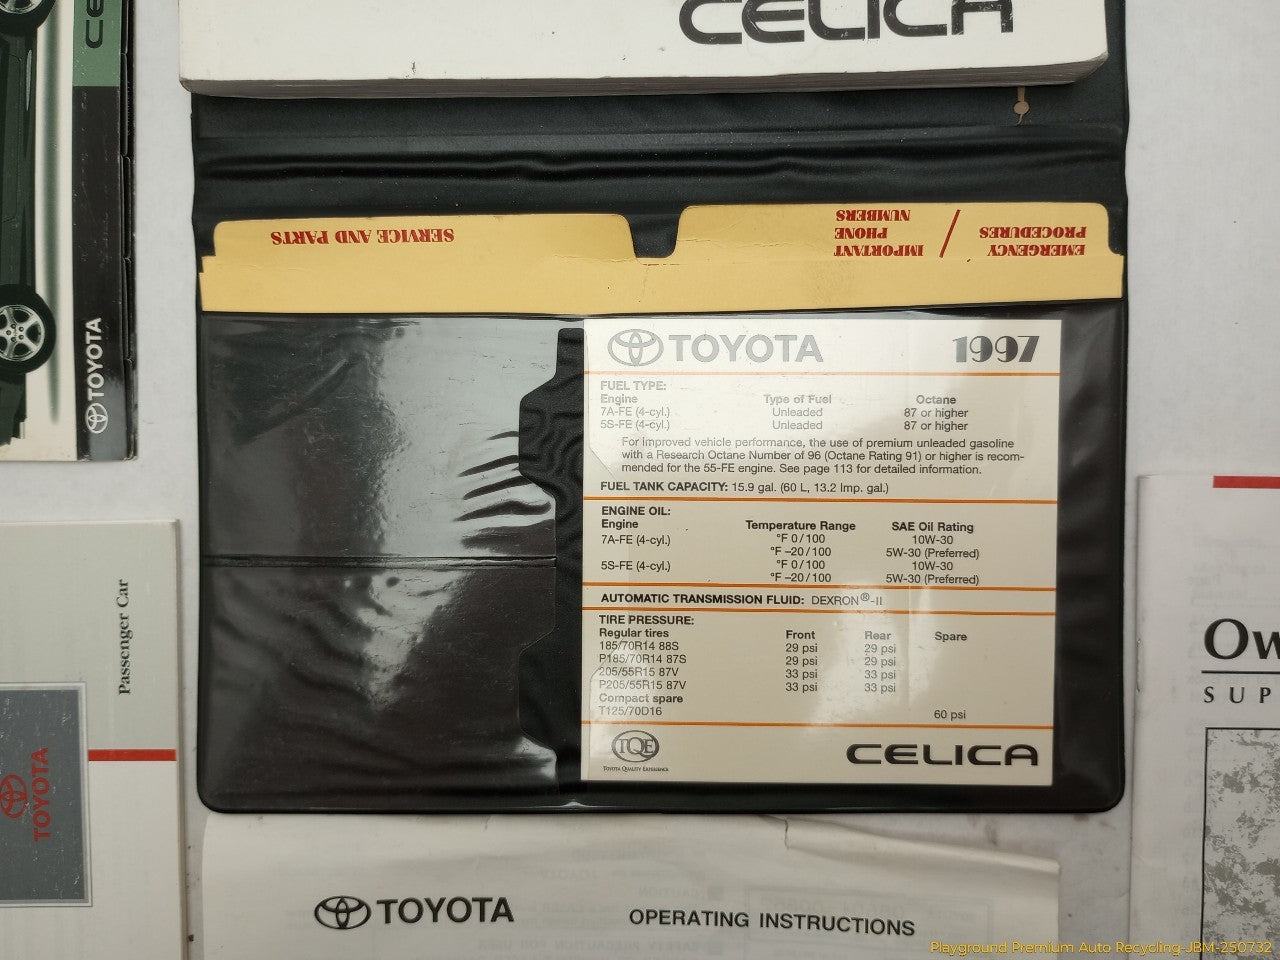 CELICA
CE
TOYOTA
SERVICE AND PARTS
IMPORTANT
PHONE
NUMBERS
/
EMERGENCY
PROCEDURES
TOYOTA
1997
FUEL TYPE:
Engine Type of Fuel Octane
7A-FE (4-cyl.) Unleaded 87 or higher
5S-FE (4-cyl.) Unleaded 87 or higher
For improved vehicle performance, the use of premium unleaded gasoline
with a Research Octane Number of 96 (Octane Rating 91) or higher is recom-
mended for the 5S-FE engine. See page 113 for detailed information.
FUEL TANK CAPACITY: 15.9 gal. (60 L, 13.2 Imp. gal.)
ENGINE OIL:
Engine Temperature Range SAE Oil Rating
7A-FE (4-cyl.) °F 0/100 10W-30
°F –20/100 5W-30 (Preferred)
5S-FE (4-cyl.) °F 0/100 10W-30
°F –20/100 5W-30 (Preferred)
AUTOMATIC TRANSMISSION FLUID: DEXRON®-II
TIRE PRESSURE:
Regular tires Front Rear Spare
185/70R14 88S 29 psi 29 psi
P185/70R14 87S 29 psi 29 psi
205/55R15 87V 33 psi 33 psi
P205/55R15 87V 33 psi 33 psi
Compact spare
T125/70D16 60 psi
TQE
TOYOTA QUALITY EXPERIENCE
CELICA
Passenger Car
TOYOTA
Ow
SUP
TOYOTA
OPERATING INSTRUCTIONS
Playground Premium Auto Recycling-JBM-250732